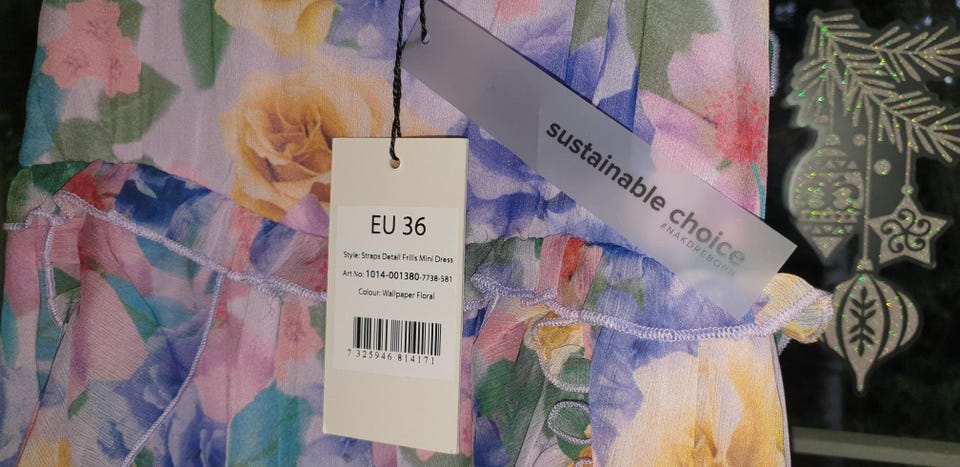 EU 36
Style: Straps Detail Frills Mini Dress
Art No: 1014-001380-7738-581
Colour: Wallpaper Floral
7 325946 814171
sustainable choice
#NAKDREBORN